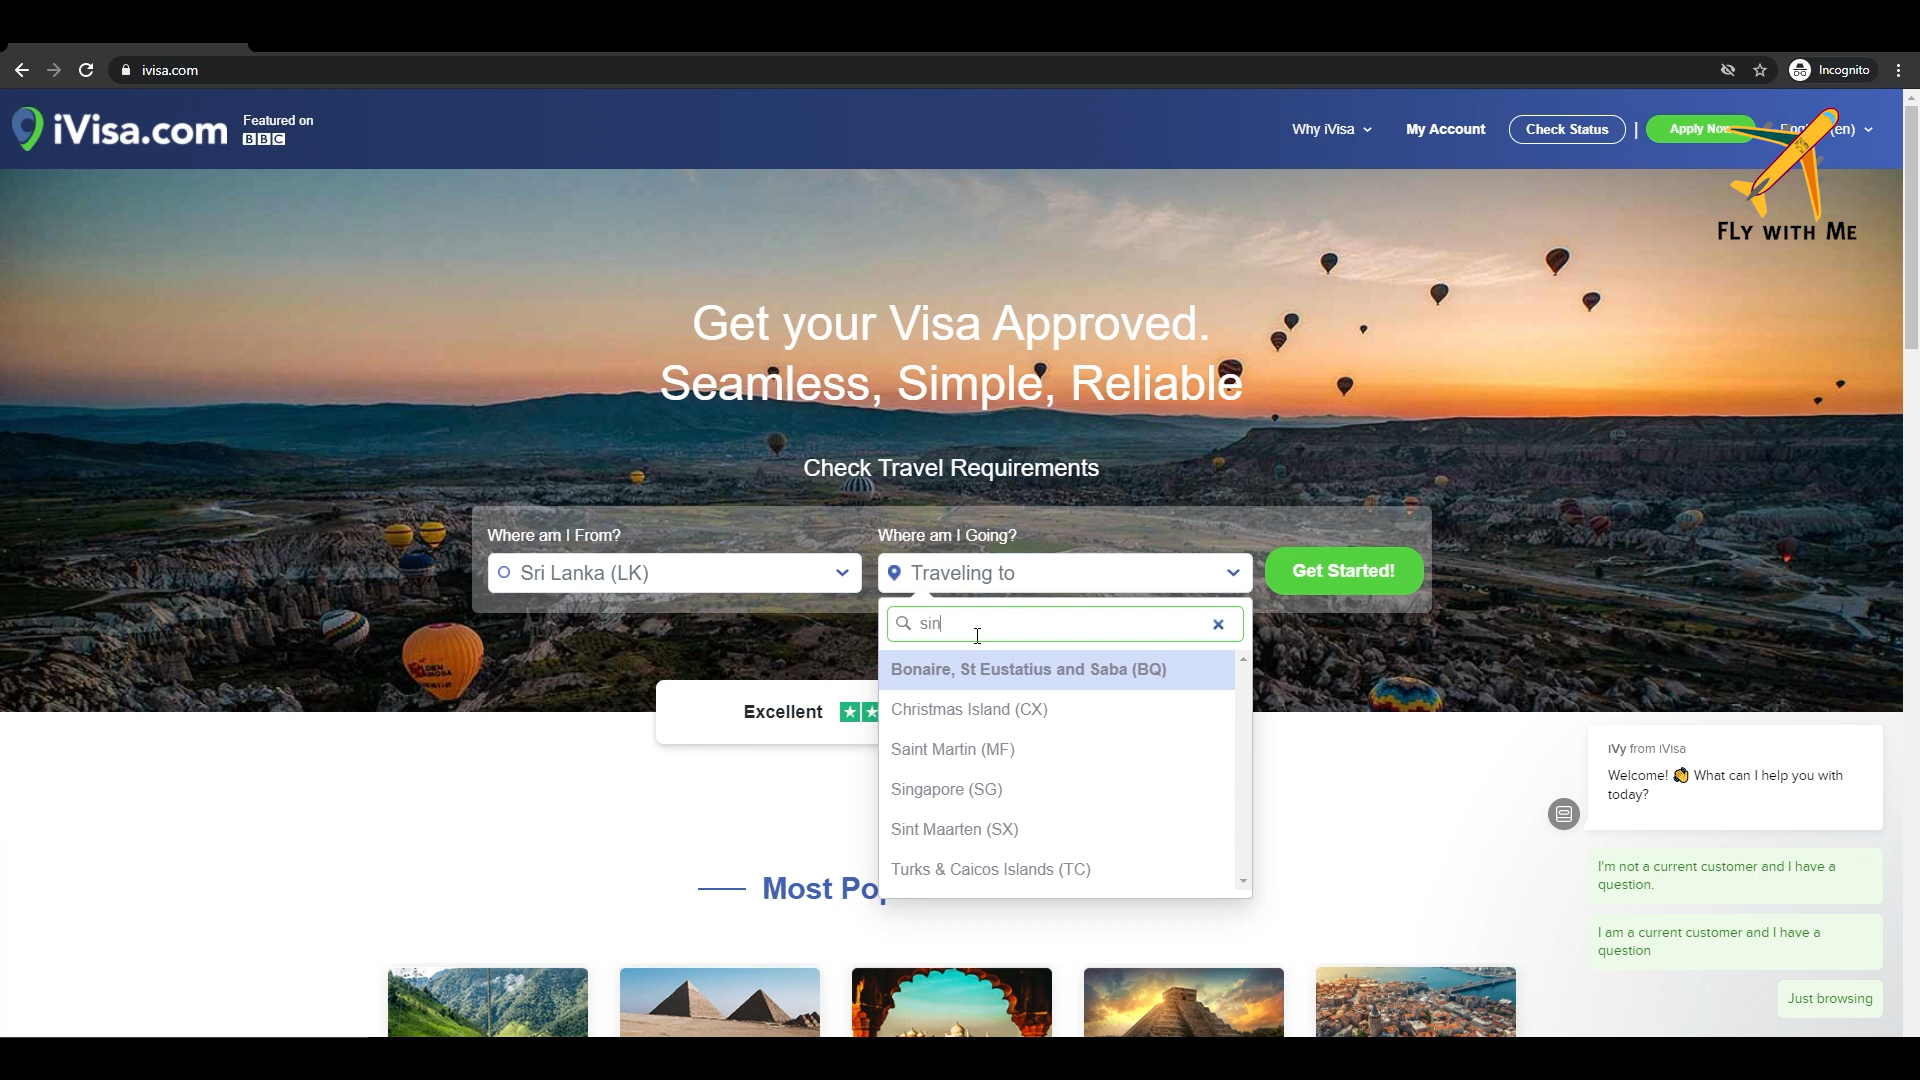 ivisa.com
Incognito
iVisa.com
Featured on
BBC
Why iVisa
My Account
Check Status
|
Apply Now
(en)
FLY WITH ME
Get your Visa Approved.
Seamless, Simple, Reliable
Check Travel Requirements
Where am I From?
Where am I Going?
Sri Lanka (LK)
Traveling to
Get Started!
sin
Bonaire, St Eustatius and Saba (BQ)
Christmas Island (CX)
Saint Martin (MF)
Singapore (SG)
Sint Maarten (SX)
Turks & Caicos Islands (TC)
Excellent
Most Po
iVy from iVisa
Welcome! 👋 What can I help you with
today?
I'm not a current customer and I have a
question.
I am a current customer and I have a
question
Just browsing